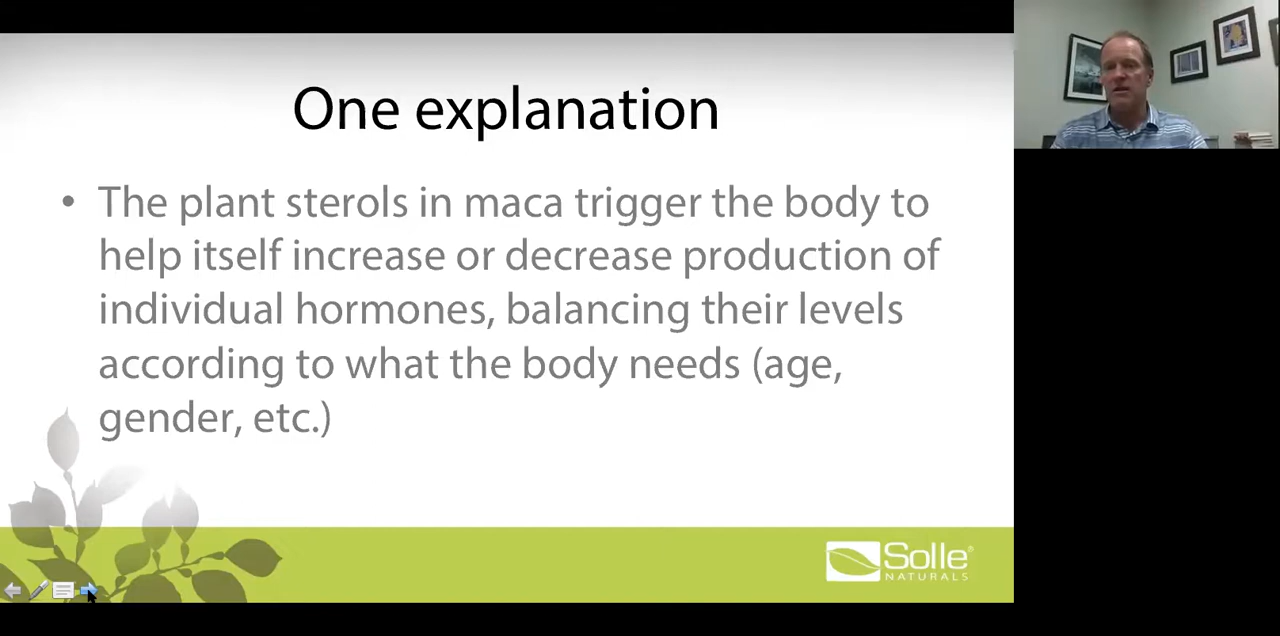 One explanation
• The plant sterols in maca trigger the body to
help itself increase or decrease production of
individual hormones, balancing their levels
according to what the body needs (age,
gender, etc.)
Solle®
NATURALS